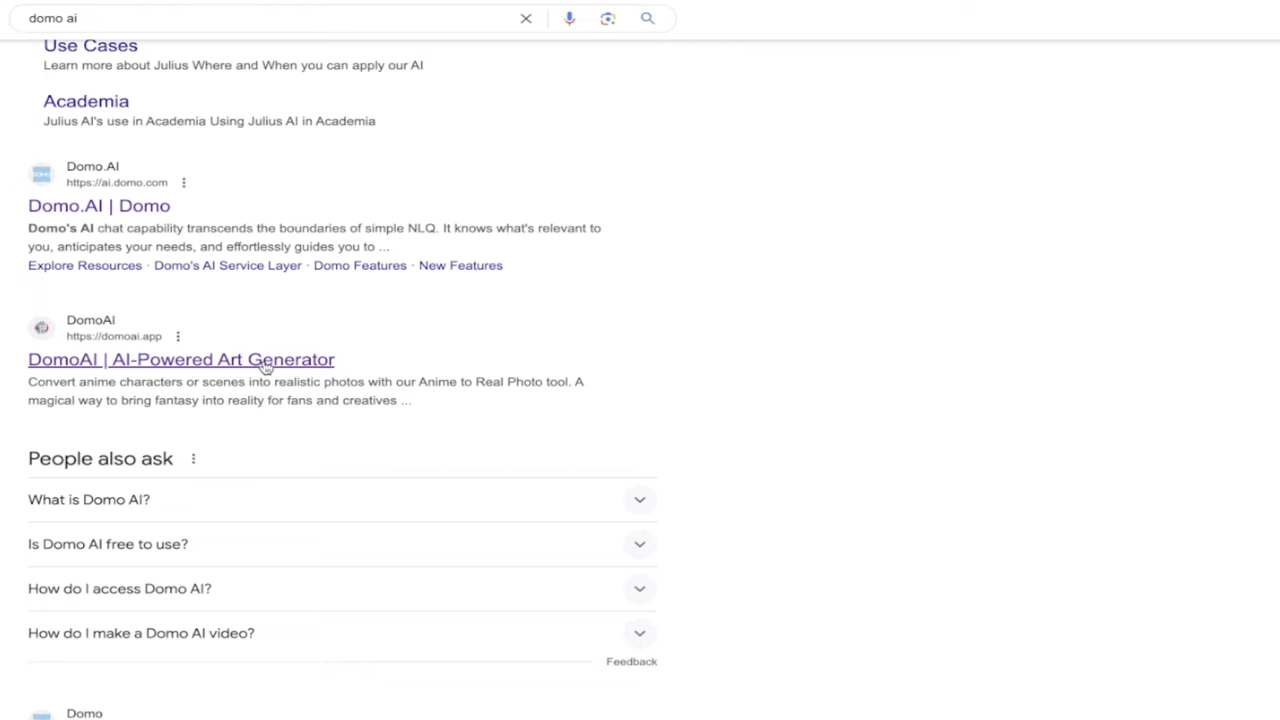 domo ai
Use Cases
Learn more about Julius Where and When you can apply our AI
Academia
Julius AI's use in Academia Using Julius AI in Academia
Domo.AI
https://ai.domo.com
Domo.AI | Domo
Domo's AI chat capability transcends the boundaries of simple NLQ. It knows what's relevant to
you, anticipates your needs, and effortlessly guides you to ...
Explore Resources · Domo's AI Service Layer · Domo Features · New Features
DomoAI
https://domoai.app
DomoAI | AI-Powered Art Generator
Convert anime characters or scenes into realistic photos with our Anime to Real Photo tool. A
magical way to bring fantasy into reality for fans and creatives ...
People also ask
What is Domo AI?
Is Domo AI free to use?
How do I access Domo AI?
How do I make a Domo AI video?
Feedback
Domo